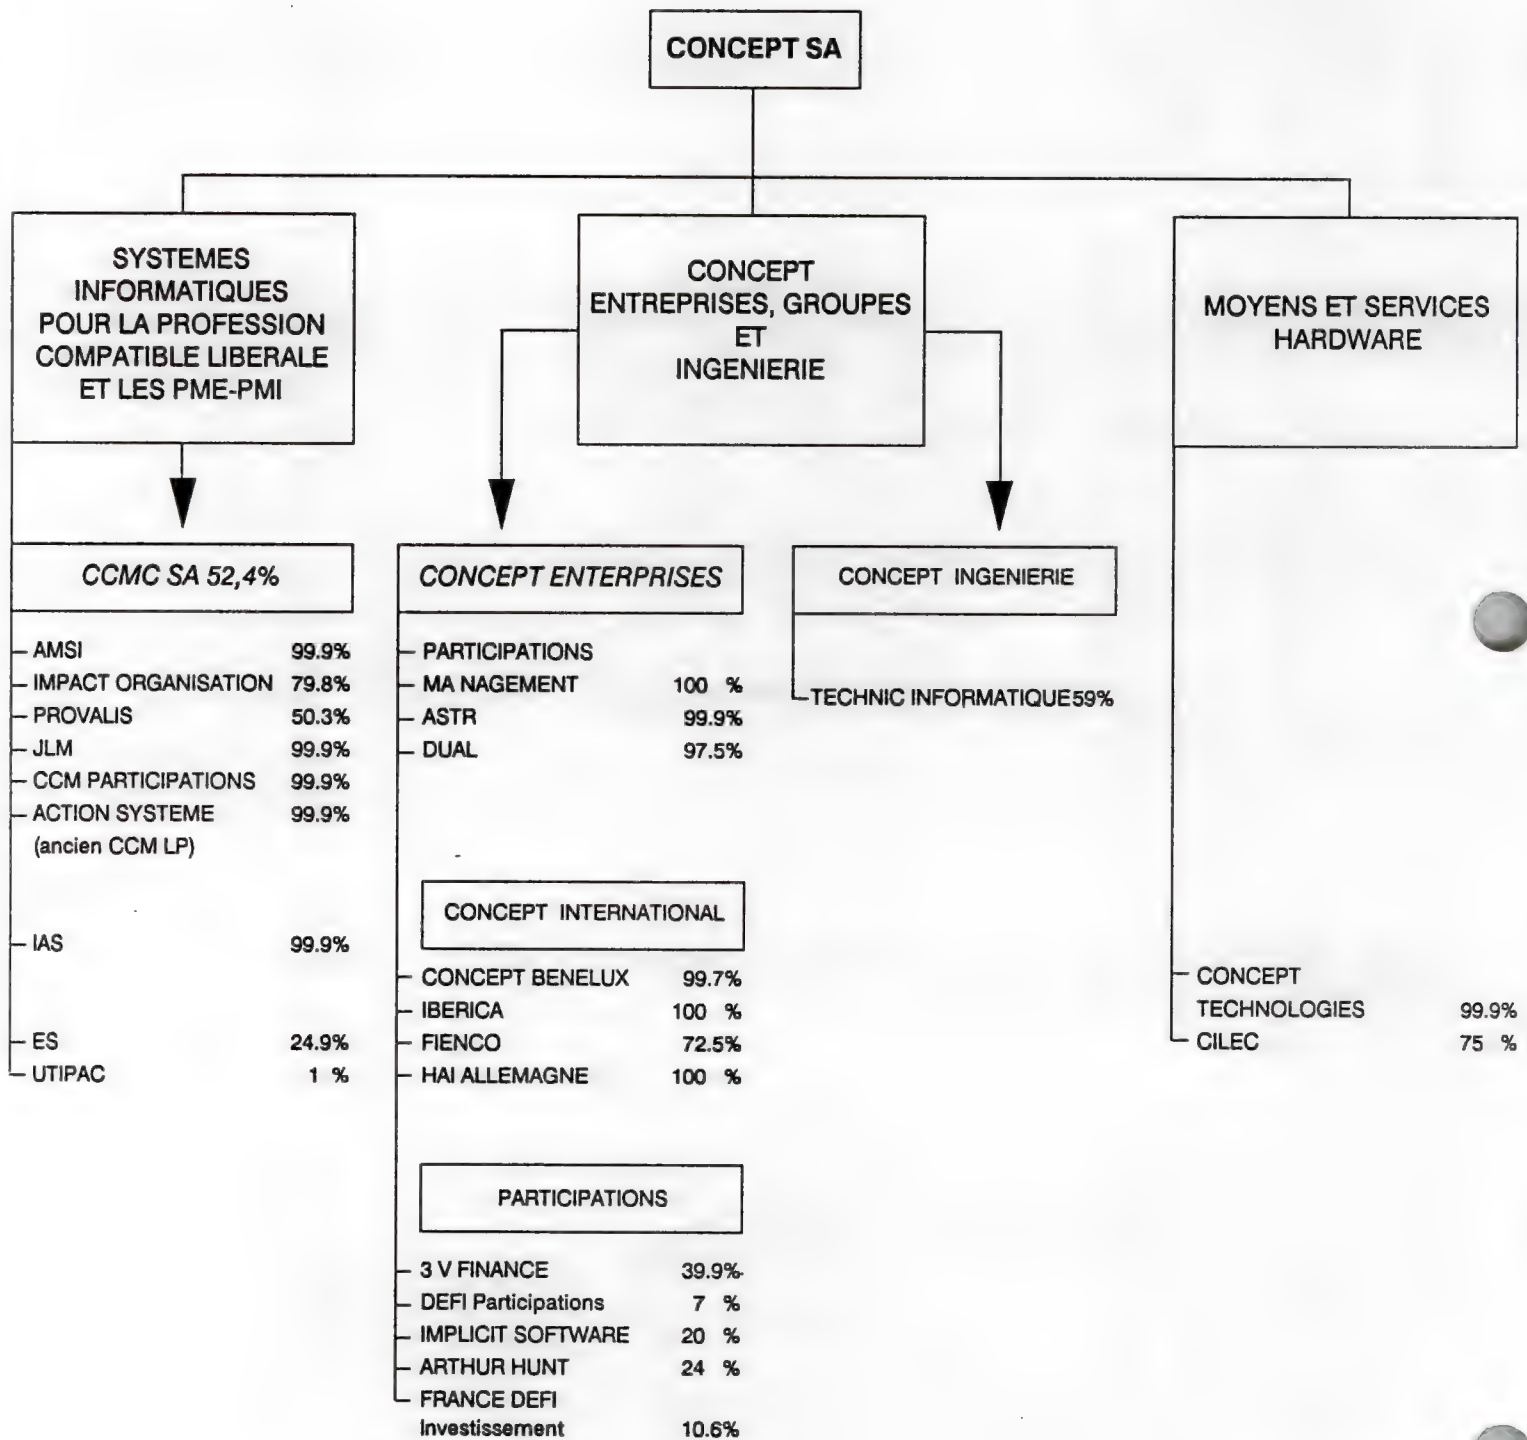 CONCEPT SA
SYSTEMES
INFORMATIQUES
POUR LA PROFESSION
COMPATIBLE LIBERALE
ET LES PME-PMI
CONCEPT
ENTREPRISES, GROUPES
ET
INGENIERIE
MOYENS ET SERVICES
HARDWARE
CCMC SA 52,4%
AMSI 99.9%
IMPACT ORGANISATION 79.8%
PROVALIS 50.3%
JLM 99.9%
CCM PARTICIPATIONS 99.9%
ACTION SYSTEME 99.9%
(ancien CCM LP)
IAS 99.9%
ES 24.9%
UTIPAC 1 %
CONCEPT ENTERPRISES
PARTICIPATIONS
MA NAGEMENT 100 %
ASTR 99.9%
DUAL 97.5%
CONCEPT INTERNATIONAL
CONCEPT BENELUX 99.7%
IBERICA 100 %
FIENCO 72.5%
HAI ALLEMAGNE 100 %
PARTICIPATIONS
3 V FINANCE 39.9%
DEFI Participations 7 %
IMPLICIT SOFTWARE 20 %
ARTHUR HUNT 24 %
FRANCE DEFI
Investissement 10.6%
CONCEPT INGENIERIE
TECHNIC INFORMATIQUE59%
CONCEPT
TECHNOLOGIES 99.9%
CILEC 75 %